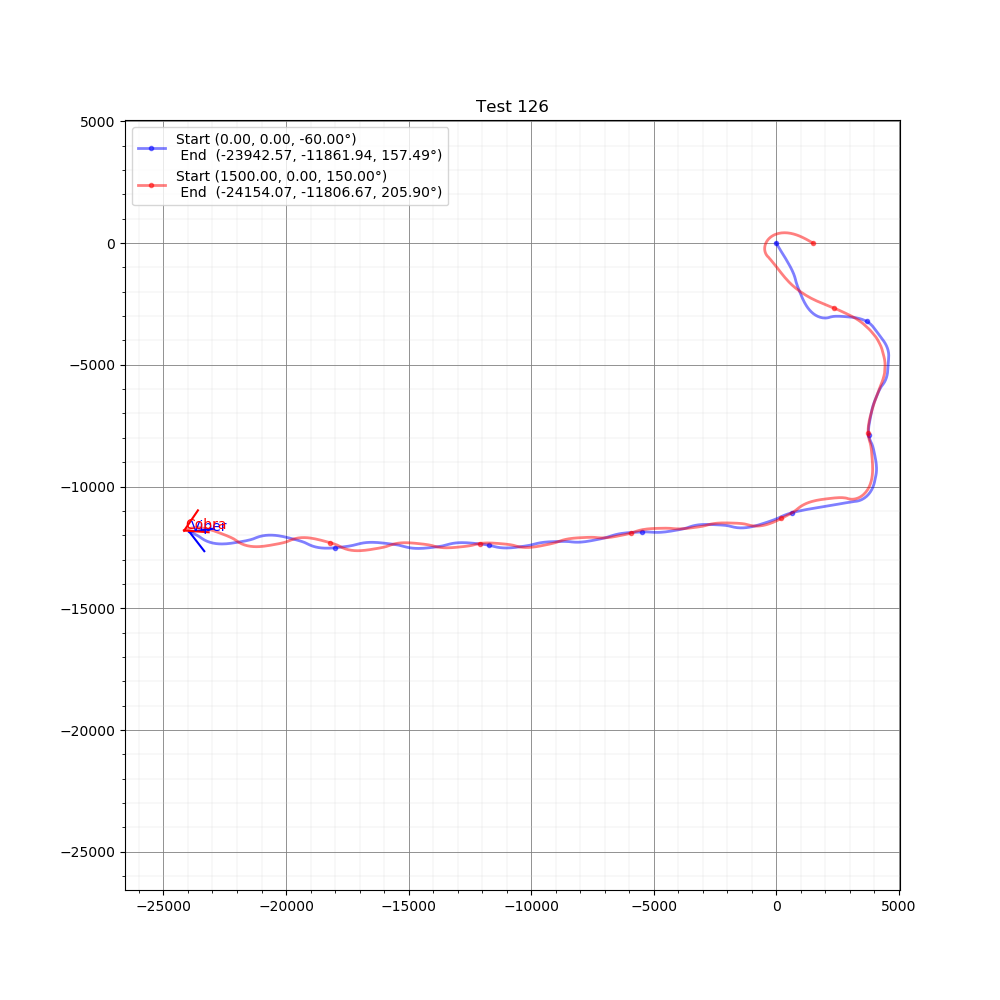 Test 126
Start (0.00, 0.00, -60.00°)
End (-23942.57, -11861.94, 157.49°)
Start (1500.00, 0.00, 150.00°)
End (-24154.07, -11806.67, 205.90°)
5000
0
−5000
−10000
−15000
−20000
−25000
Cobra
Viper
−25000 −20000 −15000 −10000 −5000 0 5000